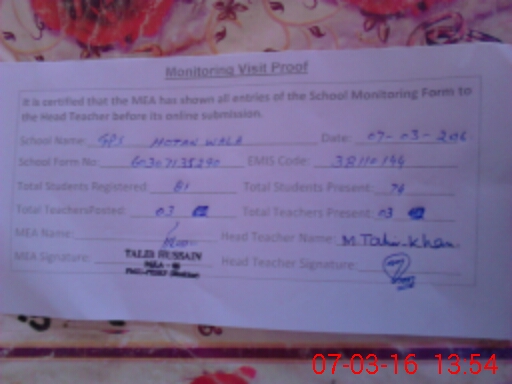 Monitoring Visit Proof
It is certified that the MEA has shown all entries of the School Monitoring Form to
the Head Teacher before its online submission.
School Name: GPS MOTAN WALA Date: 07-03-2016
School Form No: 60307135290 EMIS Code: 38110144
Total Students Registered: 81 Total Students Present: 74
Total TeachersPosted: 03 Total Teachers Present: 03
MEA Name: Head Teacher Name: M.Tahir Khan
MEA Signature: TALIB HUSSAIN Head Teacher Signature:
07-03-16 13.54